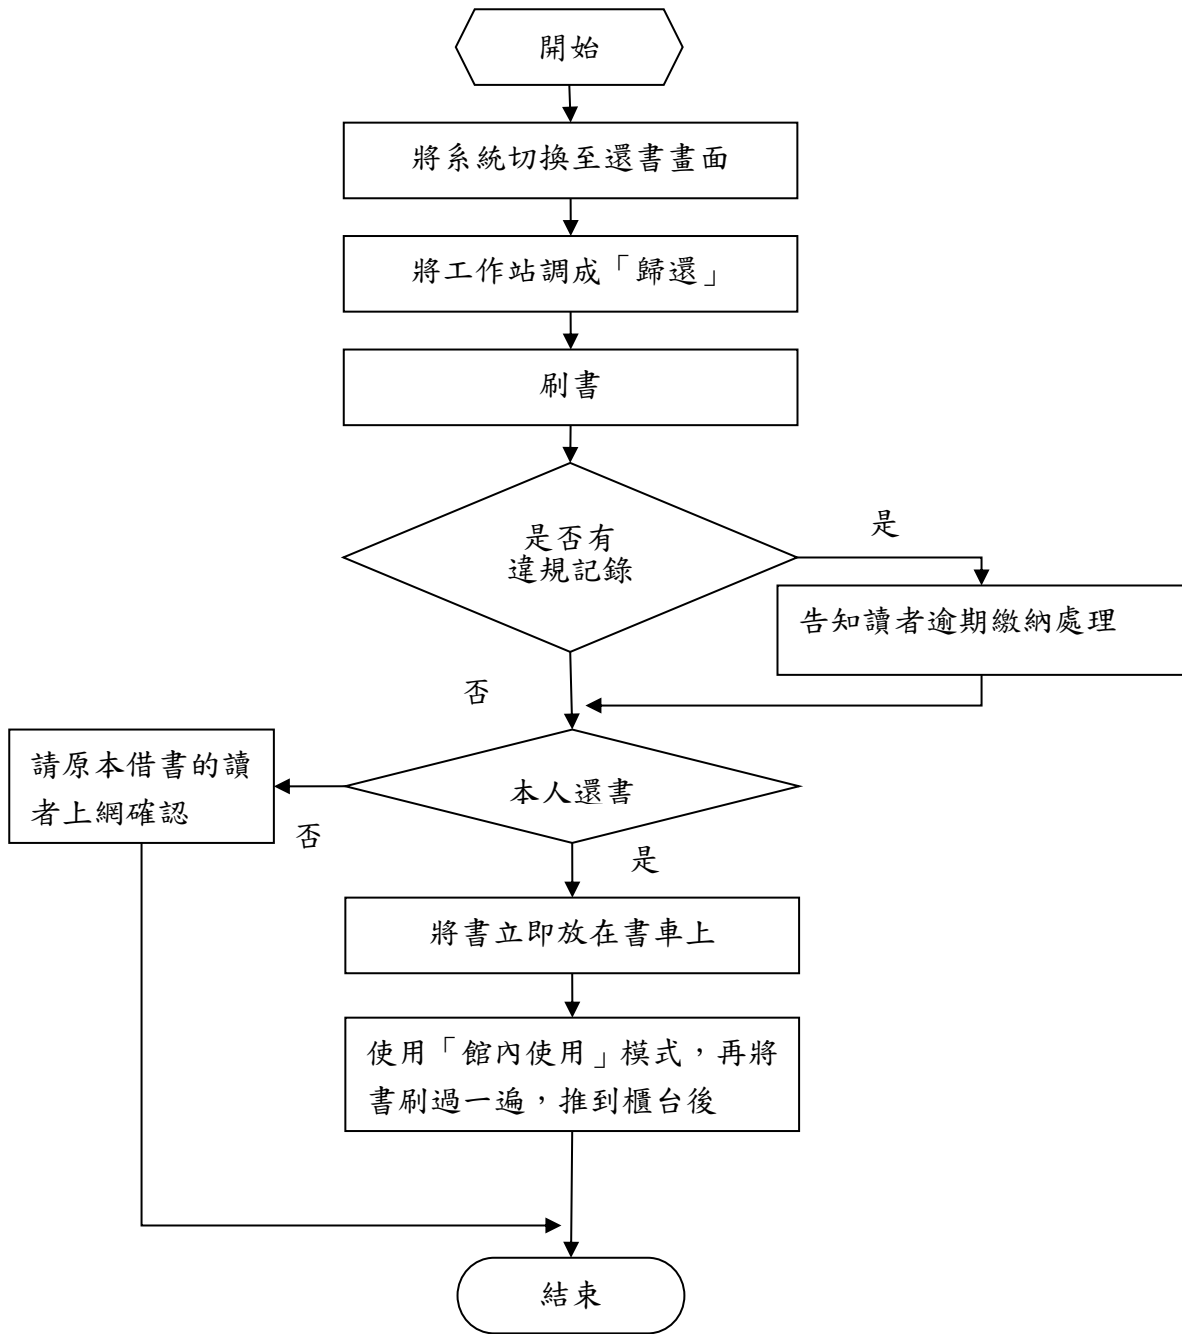 開始
將系統切換至還書畫面
將工作站調成「歸還」
刷書
是否有
違規記錄
是
告知讀者逾期繳納處理
否
請原本借書的讀
者上網確認
本人還書
否
是
將書立即放在書車上
使用「館內使用」模式，再將
書刷過一遍，推到櫃台後
結束